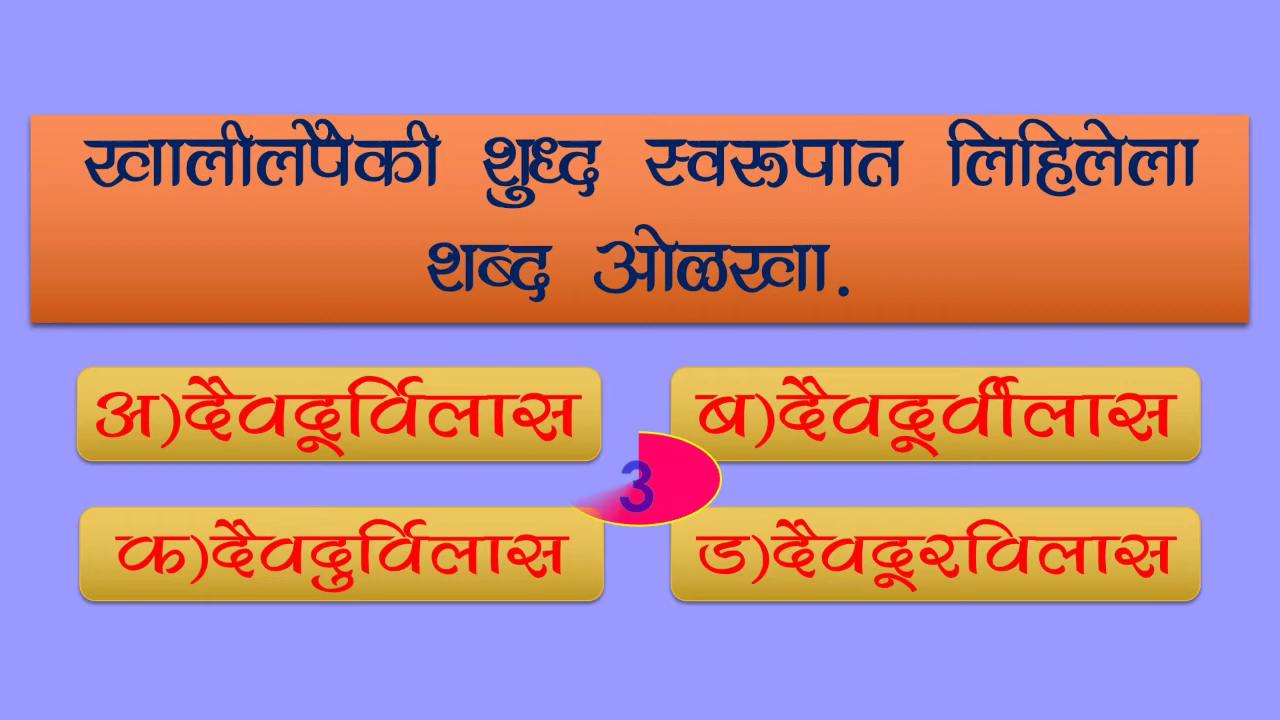 खालीलपैकी शुध्द स्वरूपात लिहिलेला
शब्द ओळखा.
अ)दैवदूर्विलास
ब)दैवदूर्वीलास
3
क)दैवदुर्विलास
ड)दैवदूरविलास